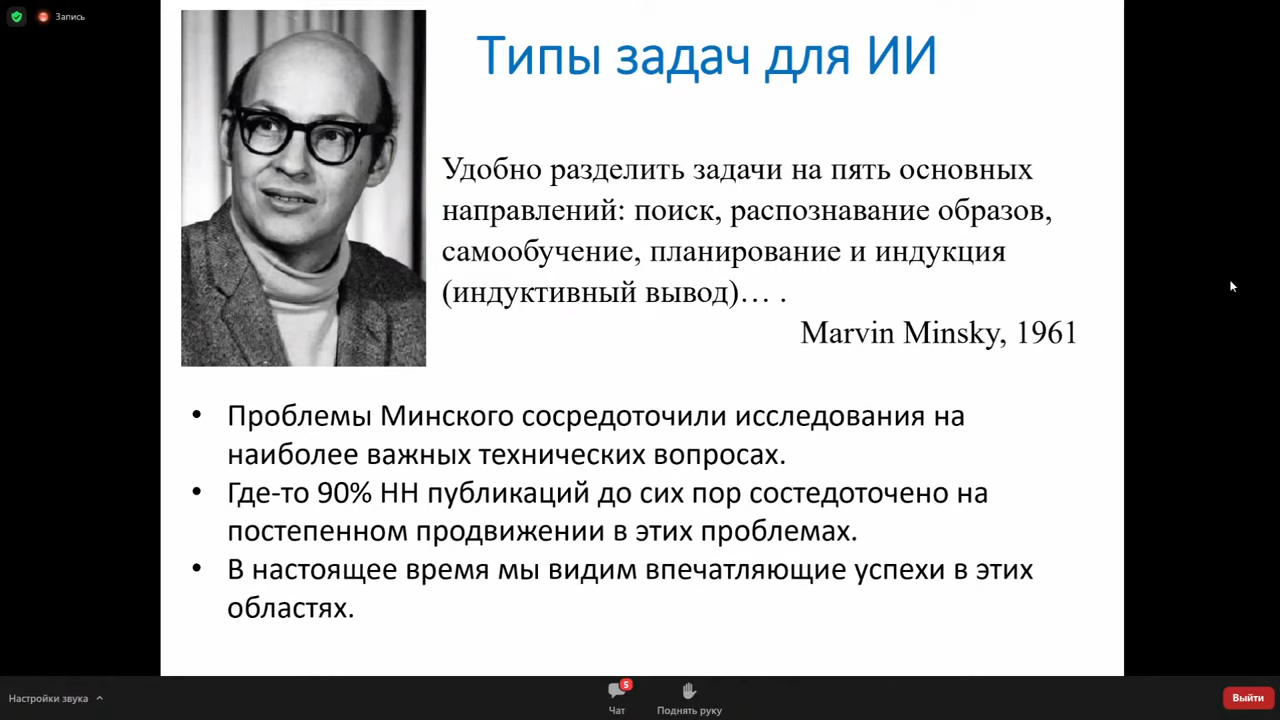 Запись
Типы задач для ИИ
Удобно разделить задачи на пять основных
направлений: поиск, распознавание образов,
самообучение, планирование и индукция
(индуктивный вывод)… .
Marvin Minsky, 1961
• Проблемы Минского сосредоточили исследования на
наиболее важных технических вопросах.
• Где-то 90% НН публикаций до сих пор состедоточено на
постепенном продвижении в этих проблемах.
• В настоящее время мы видим впечатляющие успехи в этих
областях.
Настройки звука
5
Чат
Поднять руку
Выйти